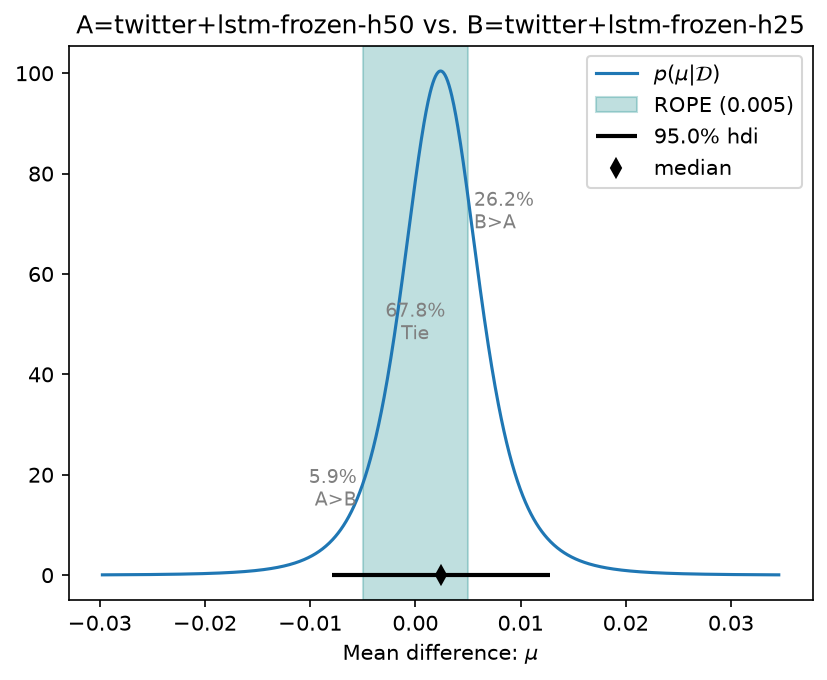 A=twitter+lstm-frozen-h50 vs. B=twitter+lstm-frozen-h25
p(μ|𝒟)
ROPE (0.005)
95.0% hdi
median
100
80
60
40
20
0
26.2%
B>A
67.8%
Tie
5.9%
A>B
−0.03
−0.02
−0.01
0.00
0.01
0.02
0.03
Mean difference: μ